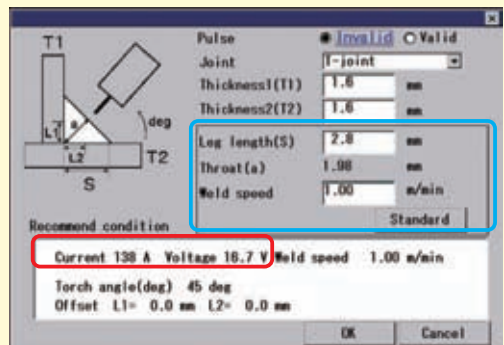 Pulse Invalid Valid
Joint T-joint
Thickness1(T1) 1.6 mm
Thickness2(T2) 1.6 mm
Leg length(S) 2.8 mm
Throat(a) 1.98 mm
Weld speed 1.00 m/min
Standard
T1
a
deg
L1
L2
T2
S
Recommend condition
Current 138 A Voltage 16.7 V Weld speed 1.00 m/min
Torch angle(deg) 45 deg
Offset L1= 0.0 mm L2= 0.0 mm
OK Cancel